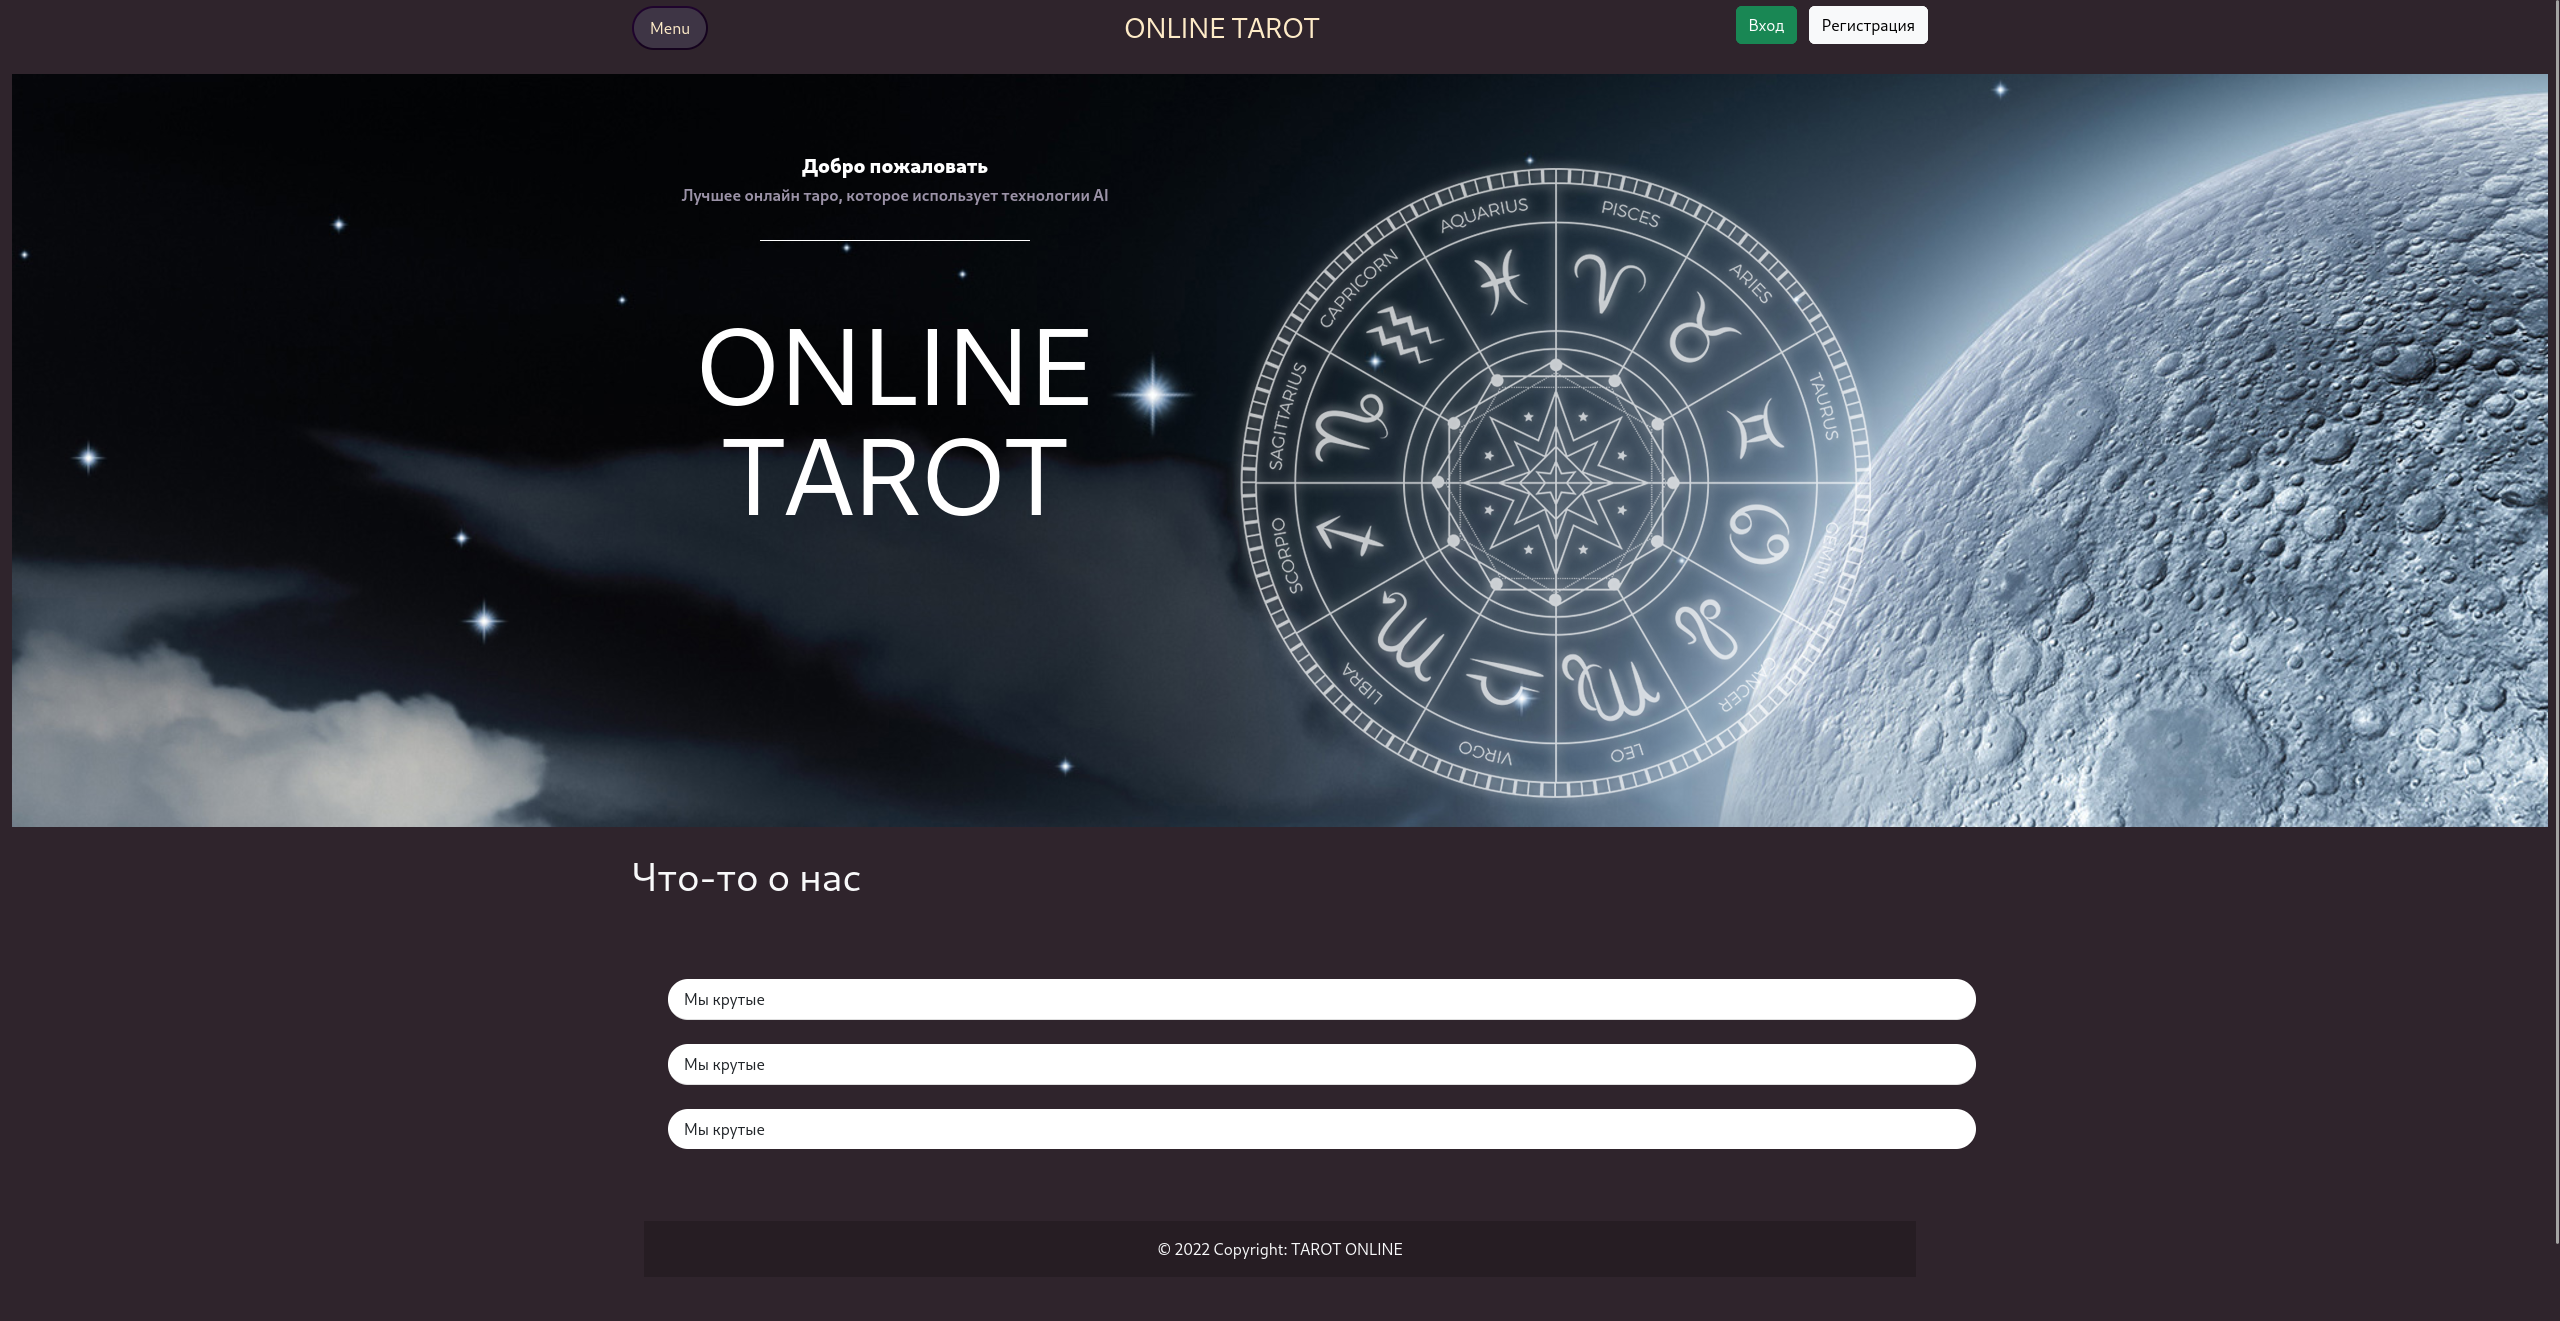 Menu
ONLINE TAROT
Вход
Регистрация
Добро пожаловать
Лучшее онлайн таро, которое использует технологии AI
ONLINE
TAROT
AQUARIUS
PISCES
CAPRICORN
ARIES
SAGITTARIUS
TAURUS
SCORPIO
GEMINI
LIBRA
CANCER
VIRGO
LEO
Что-то о нас
Мы крутые
Мы крутые
Мы крутые
© 2022 Copyright: TAROT ONLINE